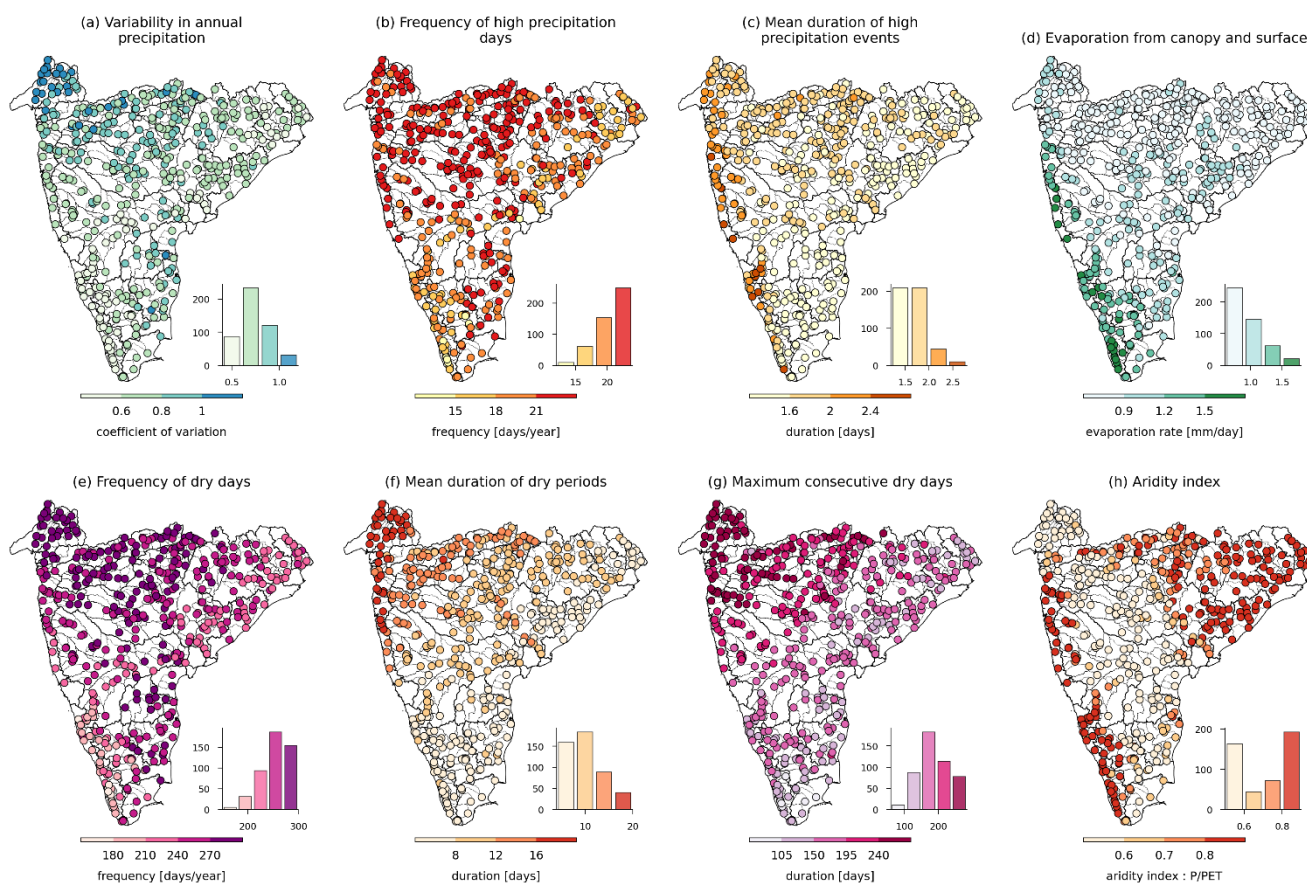 (a) Variability in annual
precipitation
200
100
0
0.5 1.0
0.6 0.8 1
coefficient of variation
(b) Frequency of high precipitation
days
200
100
0
15 20
15 18 21
frequency [days/year]
(c) Mean duration of high
precipitation events
200
100
0
1.5 2.0 2.5
1.6 2 2.4
duration [days]
(d) Evaporation from canopy and surface
200
100
0
1.0 1.5
0.9 1.2 1.5
evaporation rate [mm/day]
(e) Frequency of dry days
150
100
50
0
200 300
180 210 240 270
frequency [days/year]
(f) Mean duration of dry periods
150
100
50
0
10 20
8 12 16
duration [days]
(g) Maximum consecutive dry days
150
100
50
0
100 200
105 150 195 240
duration [days]
(h) Aridity index
200
100
0
0.6 0.8
0.6 0.7 0.8
aridity index : P/PET